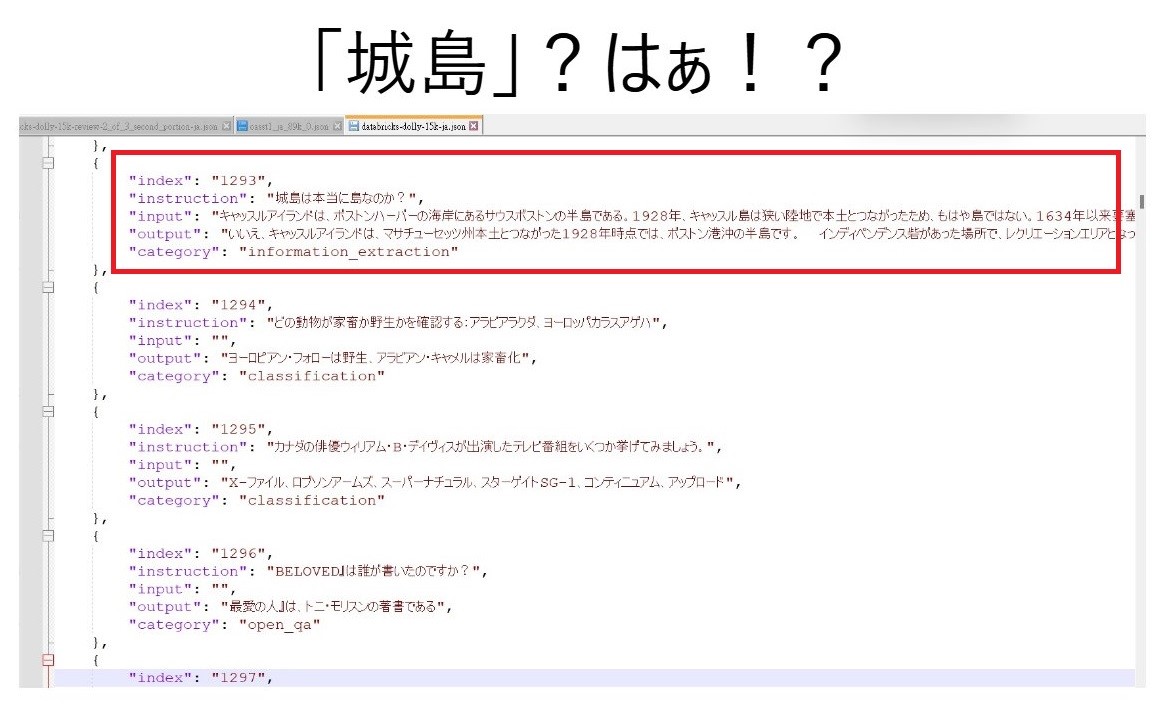 「城島」？はぁ！？
cks-dolly-15k-review-2_of_3_second_portion-ja.json oasst1_ja_89k_0.json databricks-dolly-15k-ja.json
},
{
"index": "1293",
"instruction": "城島は本当に島なのか？",
"input": "キャッスルアイランドは、ボストンハーバーの海岸にあるサウスボストンの半島である。1928年、キャッスル島は狭い陸地で本土とつながったため、もはや島ではない。1634年以来要塞
"output": "いいえ、キャッスルアイランドは、マサチューセッツ州本土とつながった1928年時点では、ボストン港沖の半島です。　インディペンデンス砦があった場所で、レクリエーションエリアとなっ
"category": "information_extraction"
},
{
"index": "1294",
"instruction": "どの動物が家畜か野生かを確認する：アラビアラクダ、ヨーロッパカラスアゲハ",
"input": "",
"output": "ヨーロピアン・フォローは野生、アラビアン・キャメルは家畜化",
"category": "classification"
},
{
"index": "1295",
"instruction": "カナダの俳優ウィリアム・B・デイヴィスが出演したテレビ番組をいくつか挙げてみましょう。",
"input": "",
"output": "X-ファイル、ロブソンアームズ、スーパーナチュラル、スターゲイトSG-1、コンティニュアム、アップロード",
"category": "classification"
},
{
"index": "1296",
"instruction": "BELOVED』は誰が書いたのですか？",
"input": "",
"output": "最愛の人』は、トニ・モリスンの著書である",
"category": "open_qa"
},
{
"index": "1297",